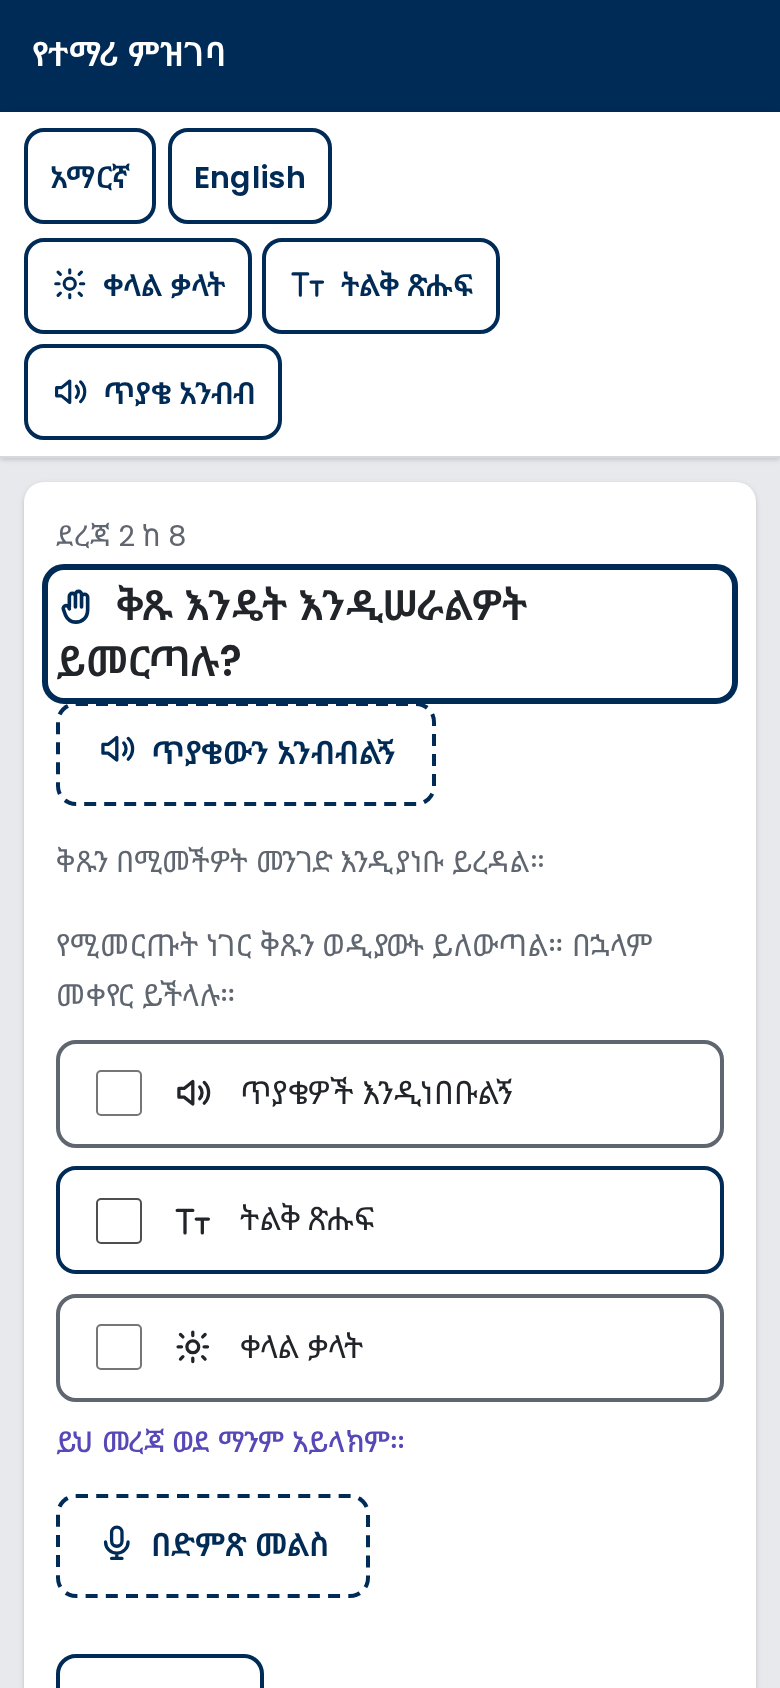 የተማሪ ምዝገባ
አማርኛ
English
ቀላል ቃላት
ትልቅ ጽሑፍ
ጥያቄ አንብብ
ደረጃ 2 ከ 8
ቅጹ እንዴት እንዲሠራልዎት
ይመርጣሉ?
ጥያቄውን አንብብልኝ
ቅጹን በሚመችዎት መንገድ እንዲያነቡ ይረዳል።
የሚመርጡት ነገር ቅጹን ወዲያውኑ ይለውጣል። በኋላም
መቀየር ይችላሉ።
ጥያቄዎች እንዲነበቡልኝ
ትልቅ ጽሑፍ
ቀላል ቃላት
ይህ መረጃ ወደ ማንም አይላክም።
በድምጽ መልስ